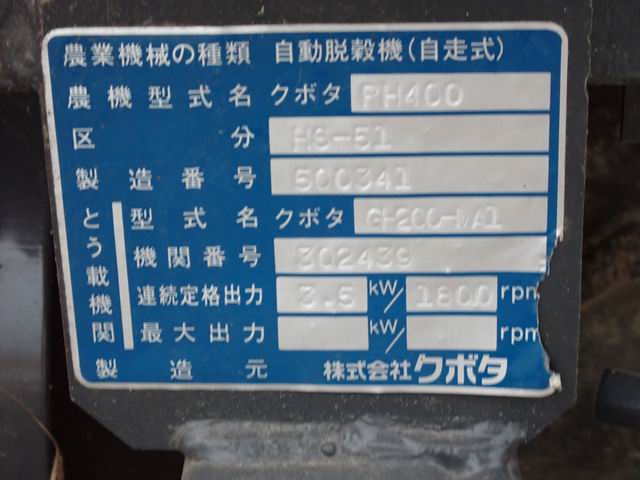 農業機械の種類 自動脱穀機(自走式)
農機型式名 クボタ RH400
区分 HS-51
製造番号 500341
とう載機関
型式名 クボタ GH200-MA1
機関番号 302439
連続定格出力 3.5 kW/ 1800 rpm
最大出力 kW/ rpm
製造元 株式会社クボタ